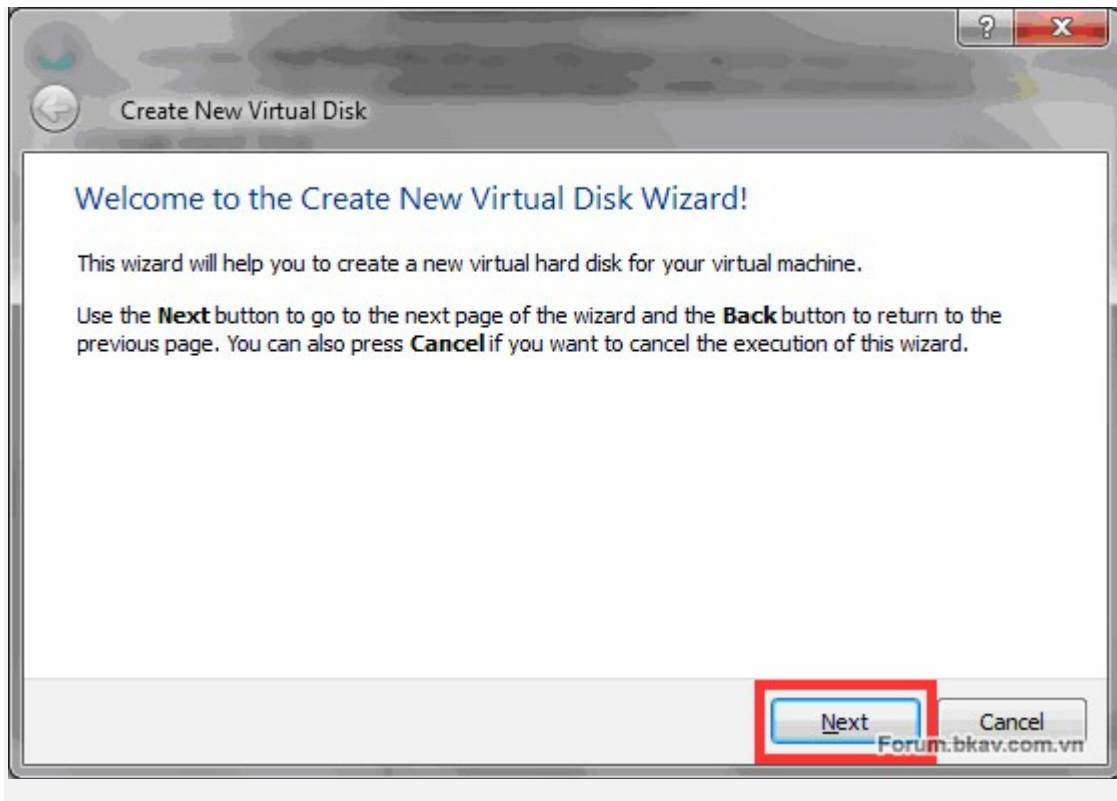 ?
X
Create New Virtual Disk
Welcome to the Create New Virtual Disk Wizard!
This wizard will help you to create a new virtual hard disk for your virtual machine.
Use the Next button to go to the next page of the wizard and the Back button to return to the
previous page. You can also press Cancel if you want to cancel the execution of this wizard.
Next Cancel
Forum.bkav.com.vn